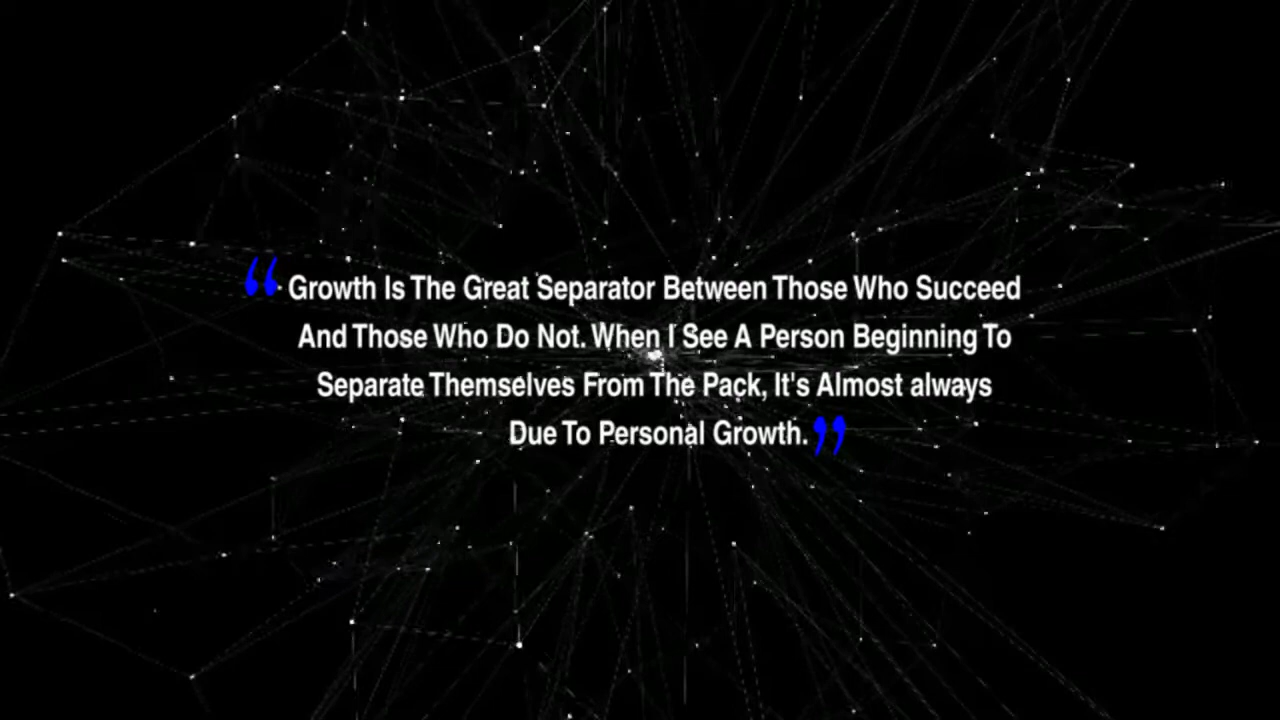 “ Growth Is The Great Separator Between Those Who Succeed
And Those Who Do Not. When I See A Person Beginning To
Separate Themselves From The Pack, It's Almost always
Due To Personal Growth. ”